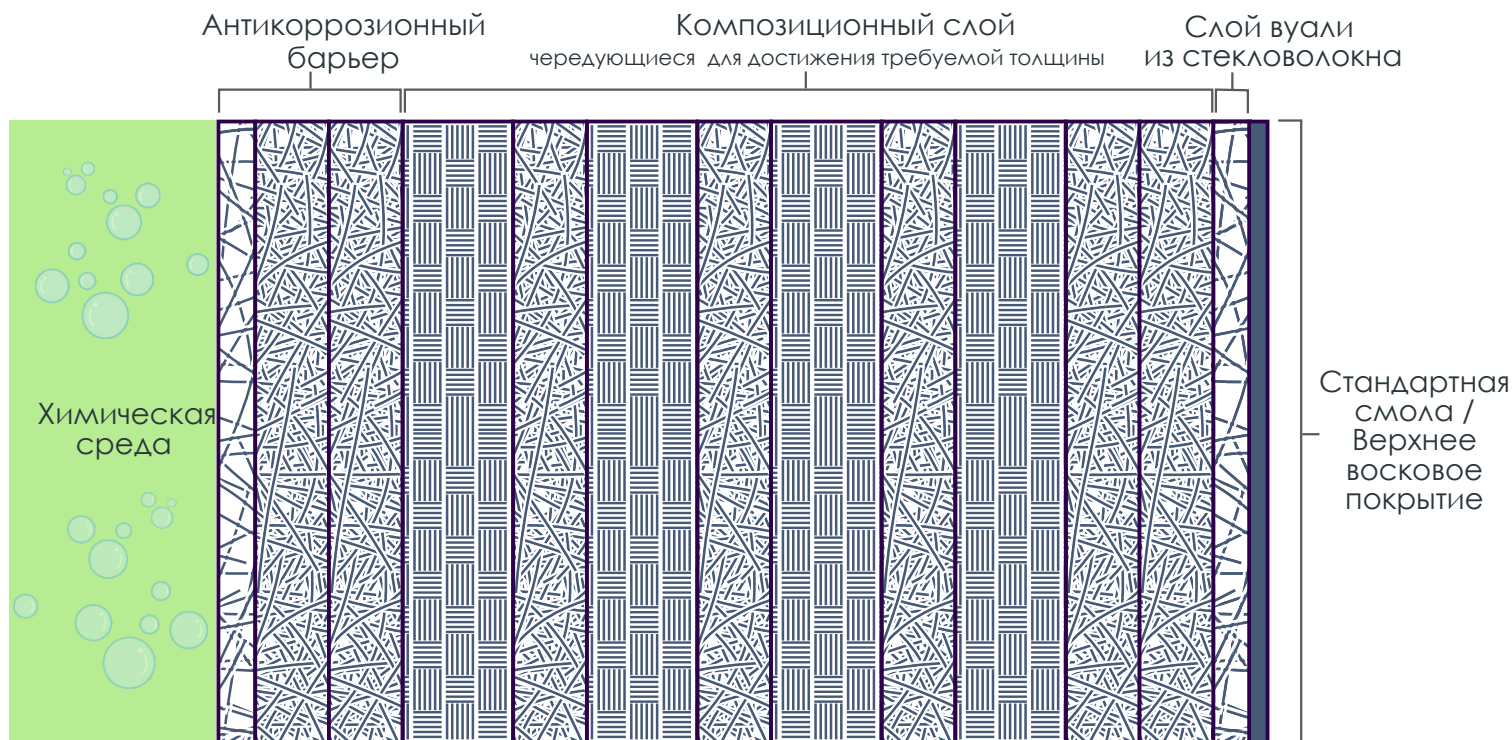 Антикоррозионный
барьер
Композиционный слой
чередующиеся для достижения требуемой толщины
Слой вуали
из стекловолокна
Химическая
среда
Стандартная
смола /
Верхнее
восковое
покрытие